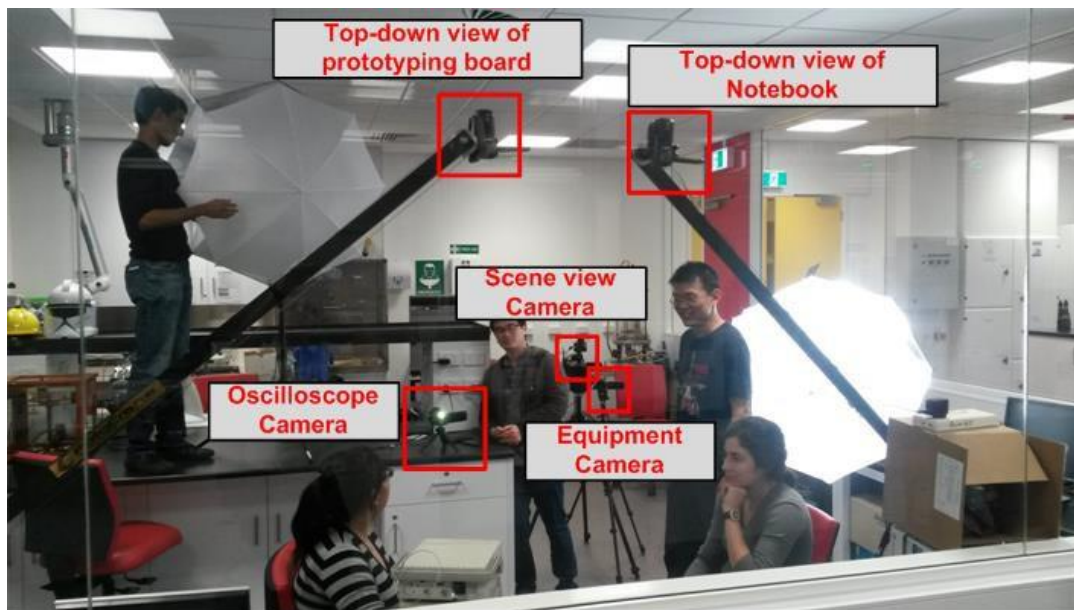 Top-down view of
prototyping board
Top-down view of
Notebook
Scene view
Camera
Oscilloscope
Camera
Equipment
Camera